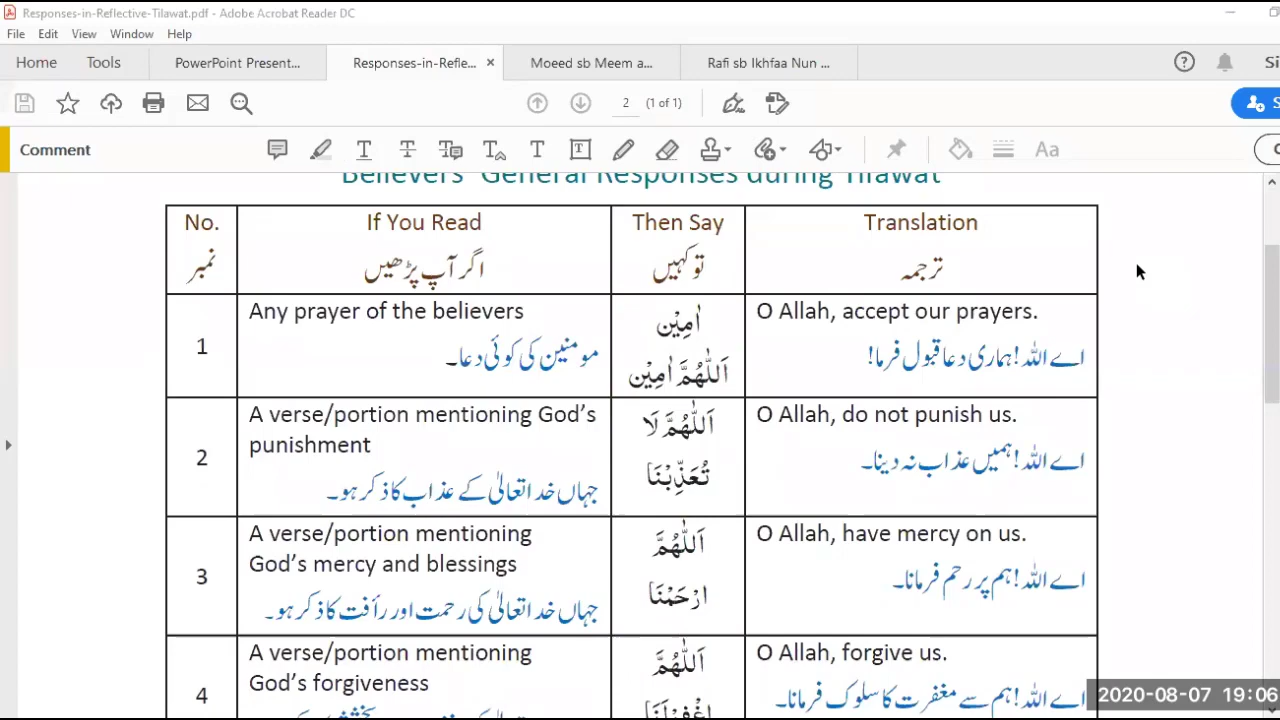 Responses-in-Reflective-Tilawat.pdf - Adobe Acrobat Reader DC
File Edit View Window Help
Home Tools PowerPoint Present... Responses-in-Refle... × Moeed sb Meem a... Rafi sb Ikhfaa Nun ...
2 (1 of 1)
Comment
Believers' General Responses during Tilawat
No. If You Read Then Say Translation
نمبر اگر آپ پڑھیں تو کہیں ترجمہ
1
Any prayer of the believers
مومنین کی کوئی دعا۔
اٰمِیْن
اَللّٰھُمَّ اٰمِیْن
O Allah, accept our prayers.
اے اللہ! ہماری دعا قبول فرما!
2
A verse/portion mentioning God's
punishment
جہاں خدا تعالیٰ کے عذاب کا ذکر ہو۔
اَللّٰھُمَّ لَا
تُعَذِّبْنَا
O Allah, do not punish us.
اے اللہ! ہمیں عذاب نہ دینا۔
3
A verse/portion mentioning
God's mercy and blessings
جہاں خدا تعالیٰ کی رحمت اور رأفت کا ذکر ہو۔
اَللّٰھُمَّ
ارْحَمْنَا
O Allah, have mercy on us.
اے اللہ! ہم پر رحم فرمانا۔
4
A verse/portion mentioning
God's forgiveness
اَللّٰھُمَّ
O Allah, forgive us.
اے اللہ! ہم سے مغفرت کا سلوک فرمانا۔
2020-08-07 19:06